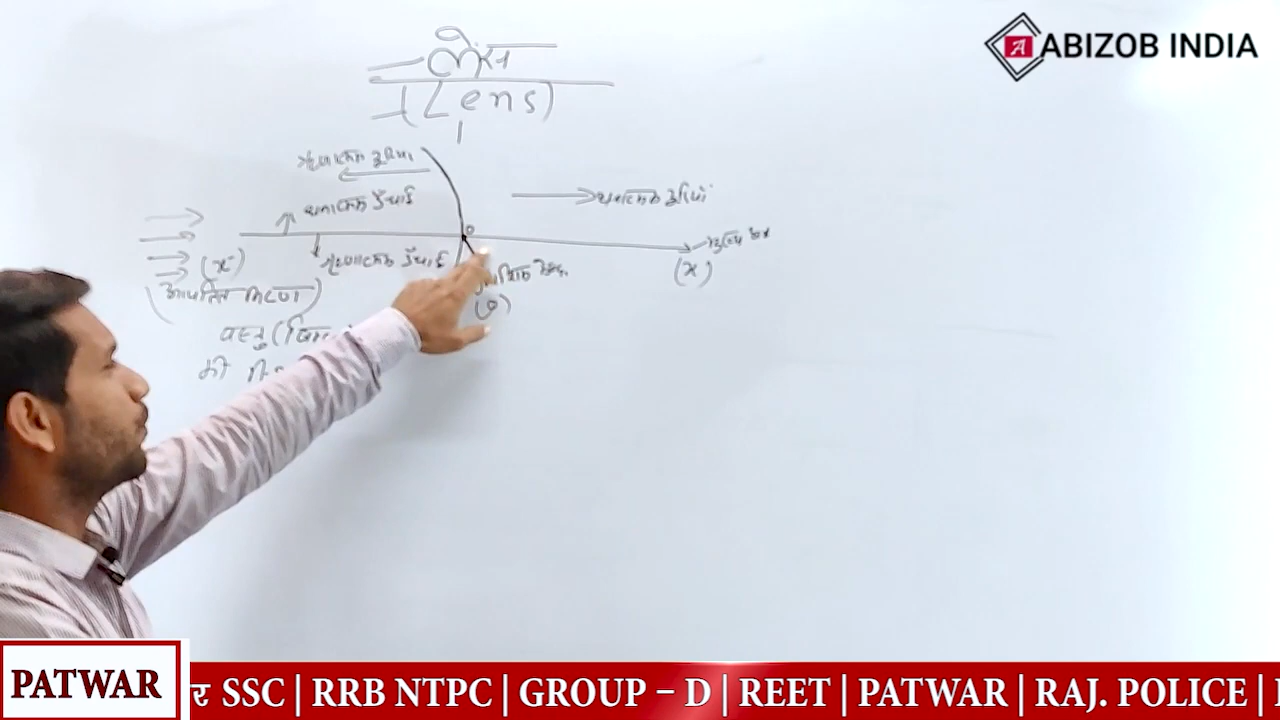 ABIZOB INDIA
लेंस
(Lens)
ऋणात्मक दूरियां
धनात्मक दूरियां
धनात्मक ऊँचाई
ऋणात्मक ऊँचाई
O
मुख्य अक्ष
(x')
(x)
(आपतित किरण)
(o)
वस्तु
की
PATWAR
SSC | RRB NTPC | GROUP – D | REET | PATWAR | RAJ. POLICE |